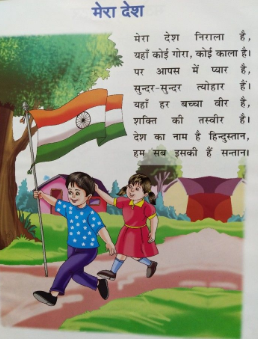 मेरा देश
मेरा देश निराला है,
यहाँ कोई गोरा, कोई काला है।
पर आपस में प्यार है,
सुन्दर-सुन्दर त्योहार हैं।
यहाँ हर बच्चा वीर है,
शक्ति की तस्वीर है।
देश का नाम है हिन्दुस्तान,
हम सब इसकी हैं सन्तान।